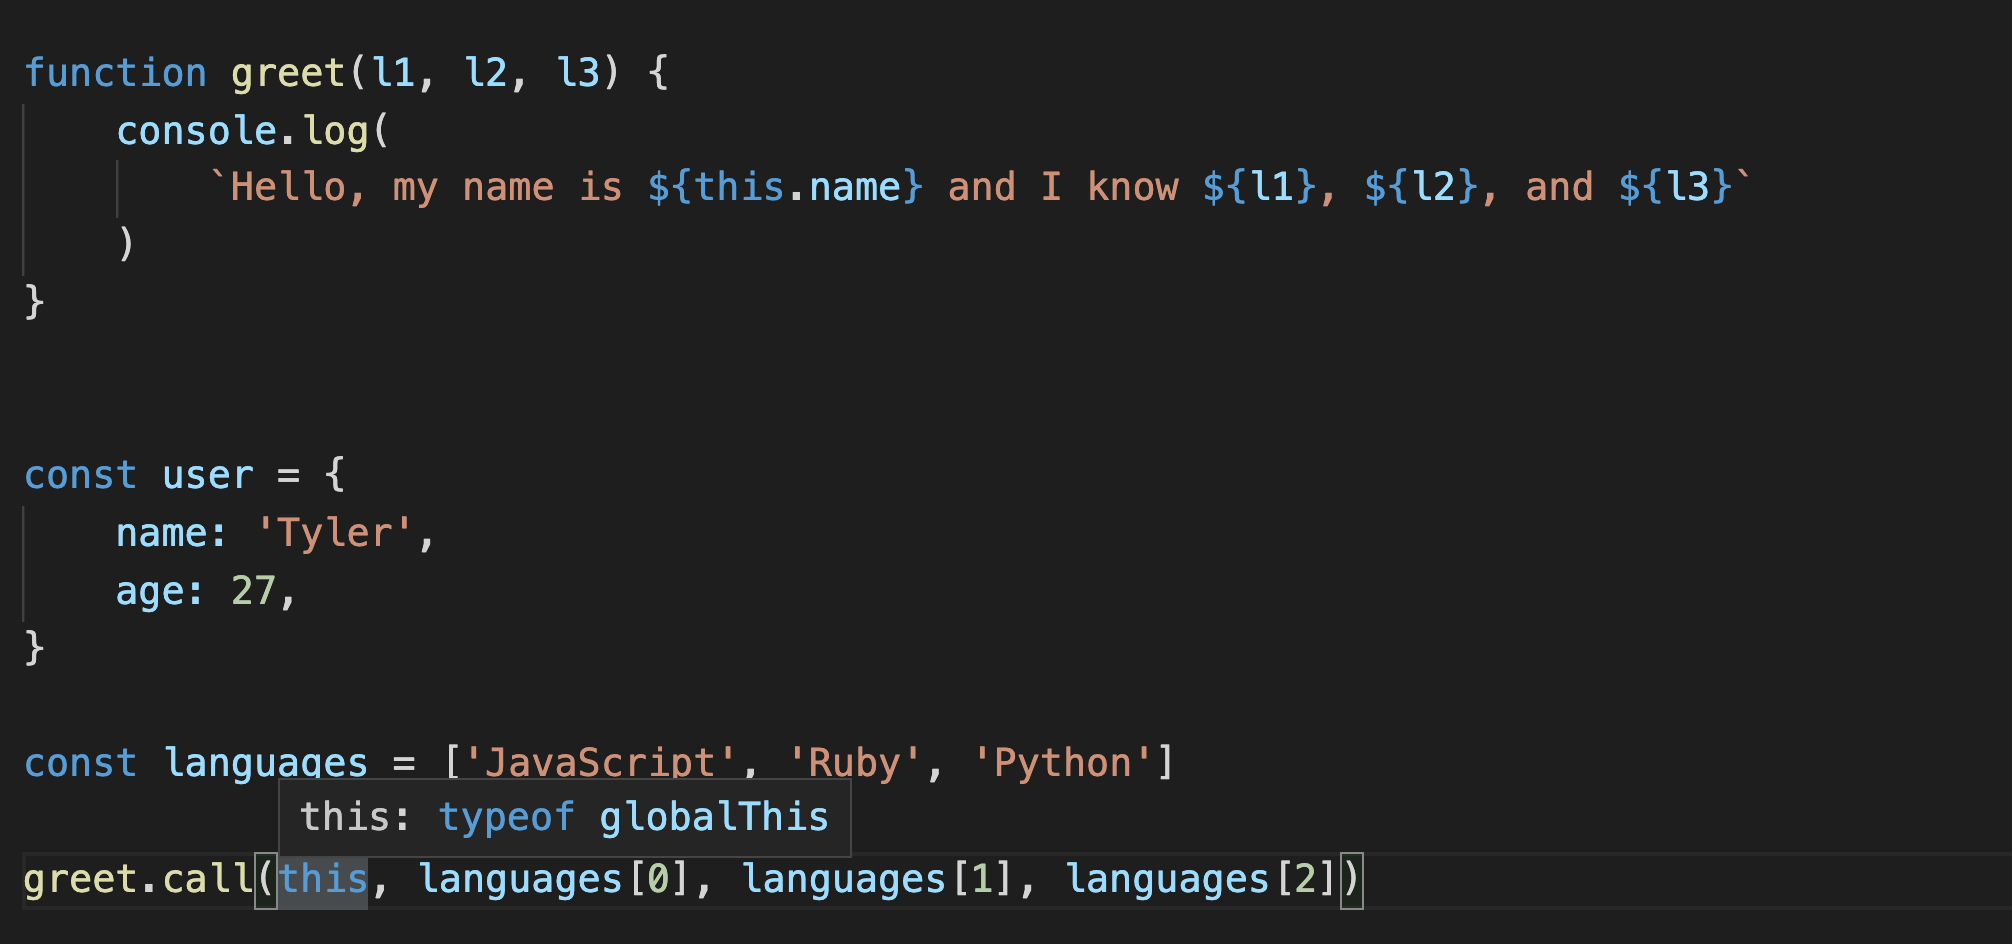 function greet(l1, l2, l3) {
    console.log(
        `Hello, my name is ${this.name} and I know ${l1}, ${l2}, and ${l3}`
    )
}
const user = {
    name: 'Tyler',
    age: 27,
}
const languages = ['JavaScript', 'Ruby', 'Python']
this: typeof globalThis
greet.call(this, languages[0], languages[1], languages[2])